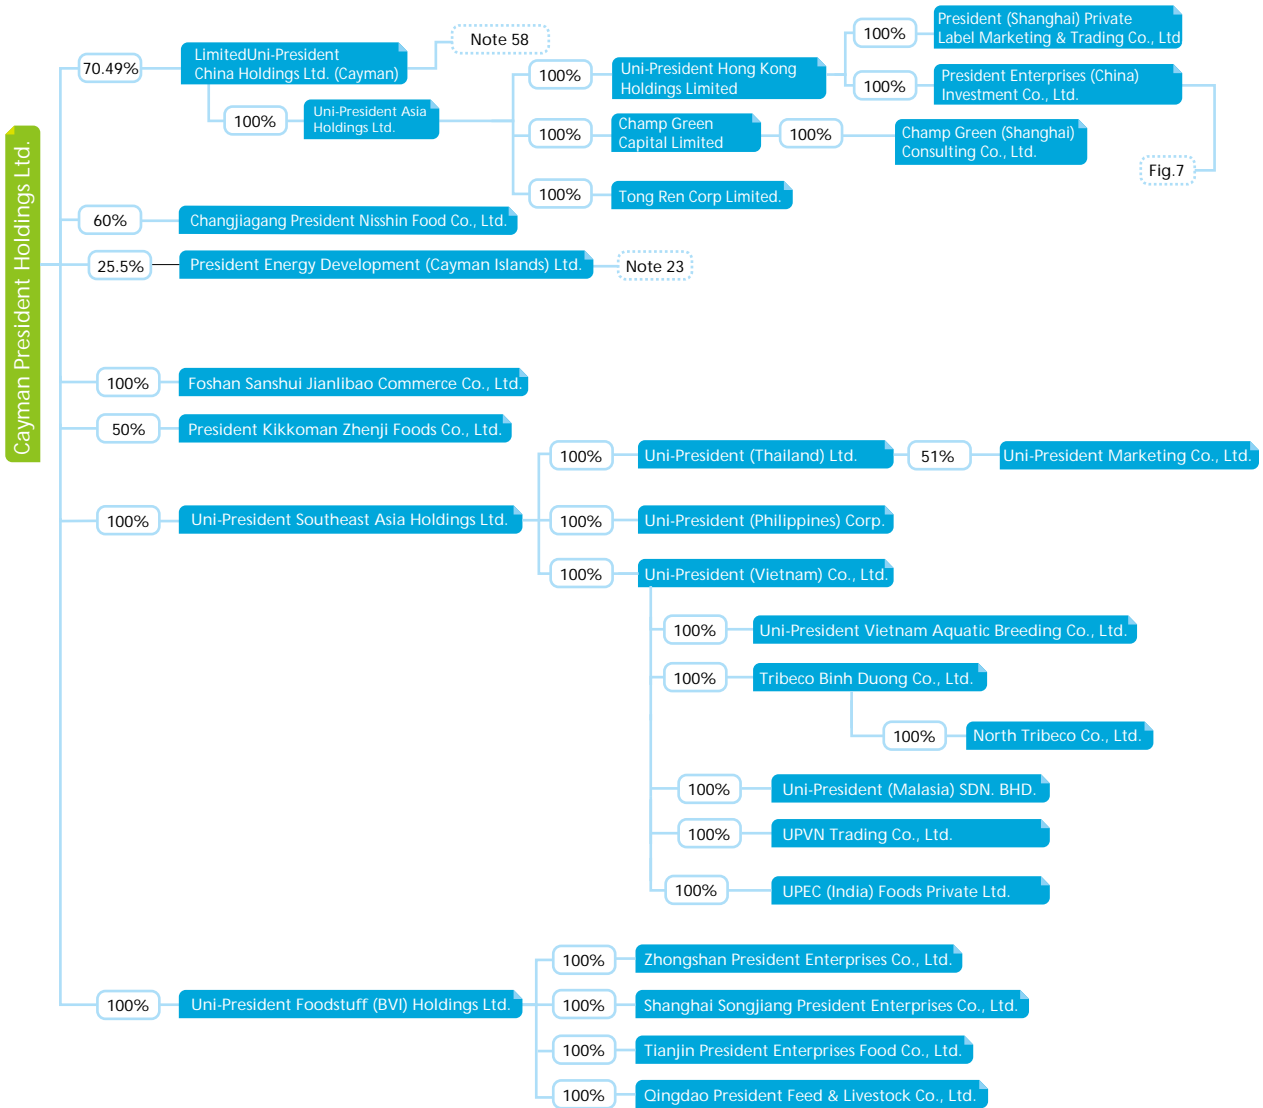 Cayman President Holdings Ltd.
70.49%
LimitedUni-President
China Holdings Ltd. (Cayman)
Note 58
100%
Uni-President Asia
Holdings Ltd.
100%
Uni-President Hong Kong
Holdings Limited
100%
President (Shanghai) Private
Label Marketing & Trading Co., Ltd
100%
President Enterprises (China)
Investment Co., Ltd.
Fig.7
100%
Champ Green
Capital Limited
100%
Champ Green (Shanghai)
Consulting Co., Ltd.
100%
Tong Ren Corp Limited.
60%
Changjiagang President Nisshin Food Co., Ltd.
25.5%
President Energy Development (Cayman Islands) Ltd.
Note 23
100%
Foshan Sanshui Jianlibao Commerce Co., Ltd.
50%
President Kikkoman Zhenji Foods Co., Ltd.
100%
Uni-President Southeast Asia Holdings Ltd.
100%
Uni-President (Thailand) Ltd.
51%
Uni-President Marketing Co., Ltd.
100%
Uni-President (Philippines) Corp.
100%
Uni-President (Vietnam) Co., Ltd.
100%
Uni-President Vietnam Aquatic Breeding Co., Ltd.
100%
Tribeco Binh Duong Co., Ltd.
100%
North Tribeco Co., Ltd.
100%
Uni-President (Malasia) SDN. BHD.
100%
UPVN Trading Co., Ltd.
100%
UPEC (India) Foods Private Ltd.
100%
Uni-President Foodstuff (BVI) Holdings Ltd.
100%
Zhongshan President Enterprises Co., Ltd.
100%
Shanghai Songjiang President Enterprises Co., Ltd.
100%
Tianjin President Enterprises Food Co., Ltd.
100%
Qingdao President Feed & Livestock Co., Ltd.